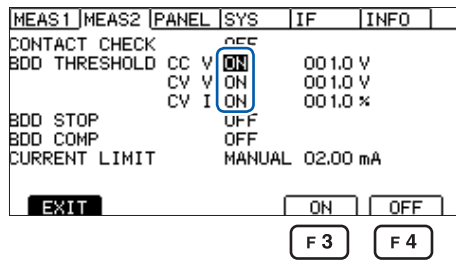 MEAS1 MEAS2 PANEL SYS IF INFO
CONTACT CHECK OFF
BDD THRESHOLD CC V ON 001.0 V
CV V ON 001.0 V
CV I ON 001.0 %
BDD STOP OFF
BDD COMP OFF
CURRENT LIMIT MANUAL 02.00 mA
EXIT ON OFF
F 3 F 4